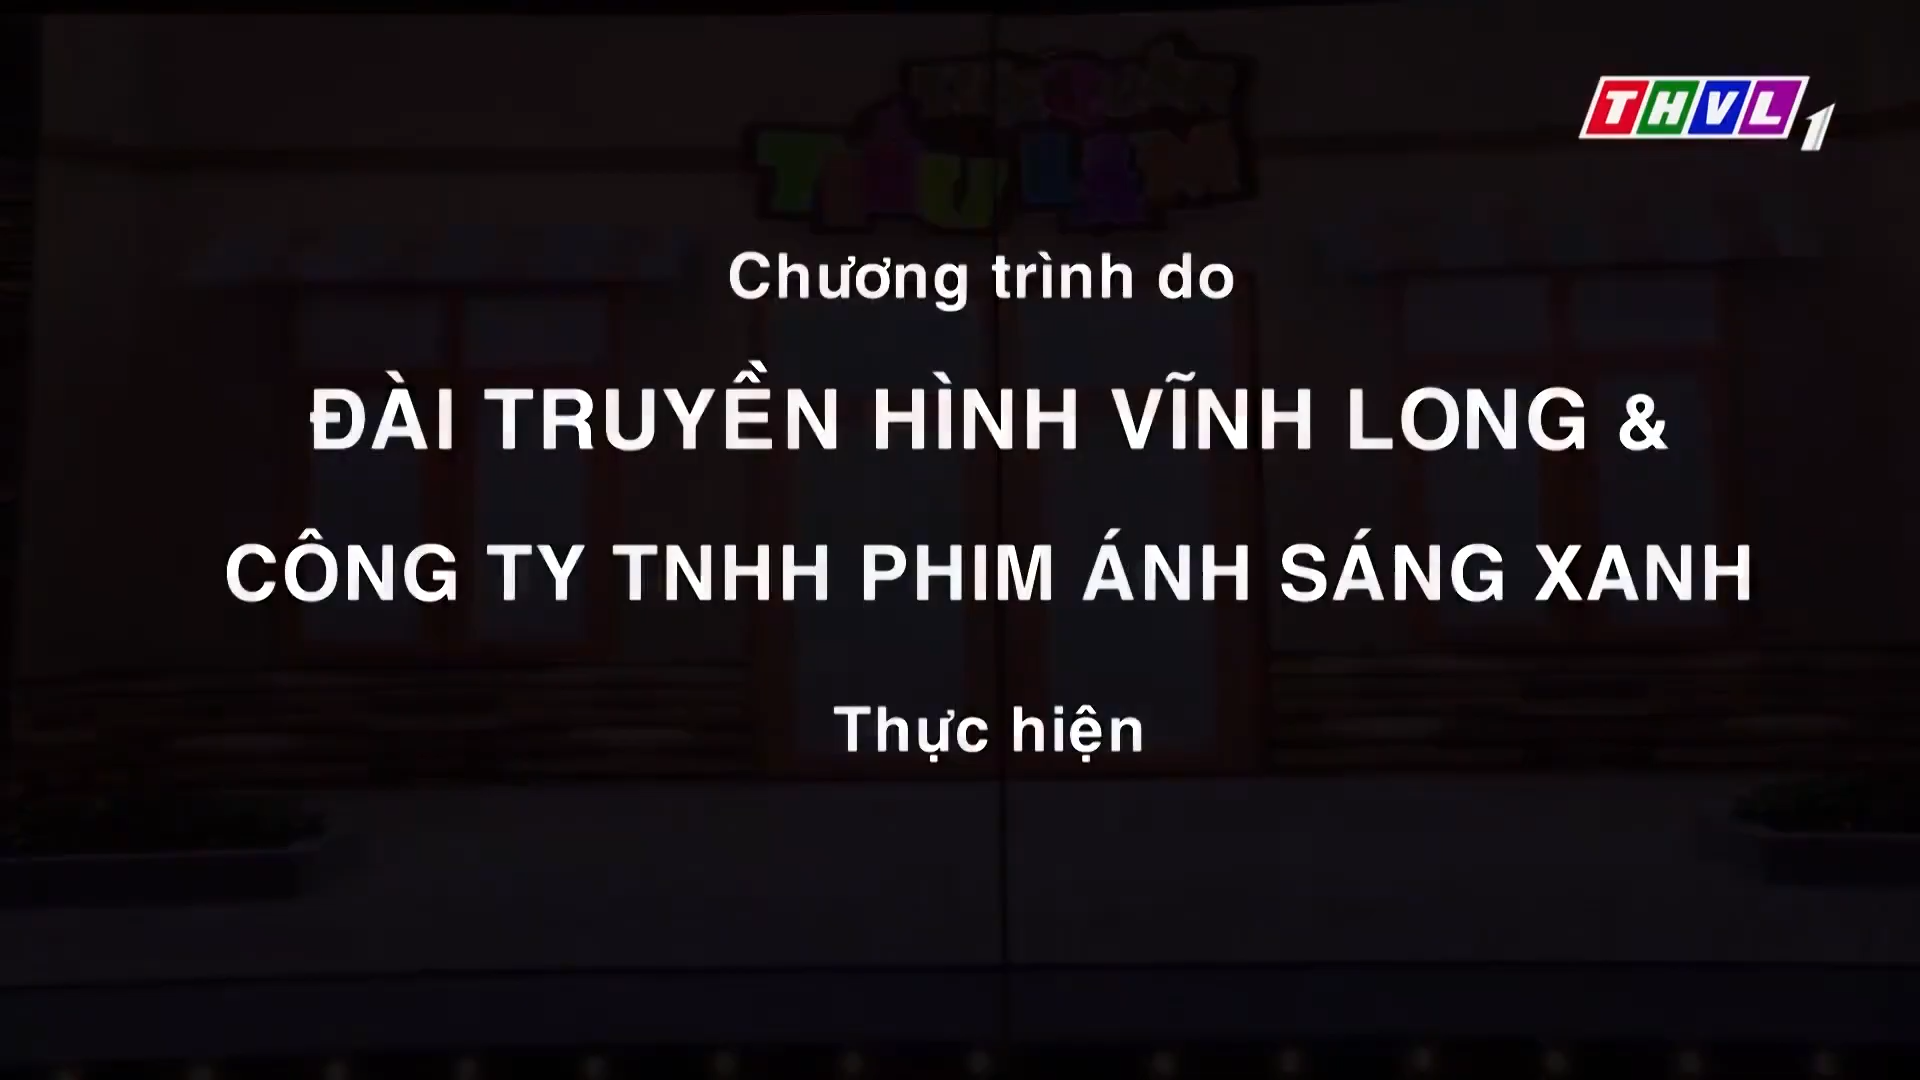 THVL1
Chương trình do
ĐÀI TRUYỀN HÌNH VĨNH LONG &
CÔNG TY TNHH PHIM ÁNH SÁNG XANH
Thực hiện